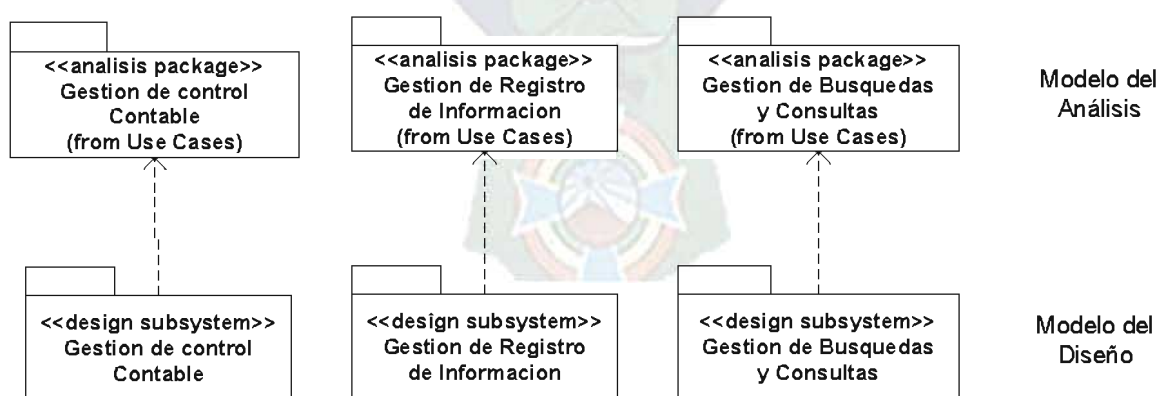 <<analisis package>>
Gestion de control
Contable
(from Use Cases)
<<analisis package>>
Gestion de Registro
de Informacion
(from Use Cases)
<<analisis package>>
Gestion de Busquedas
y Consultas
(from Use Cases)
Modelo del
Análisis
<<design subsystem>>
Gestion de control
Contable
<<design subsystem>>
Gestion de Registro
de Informacion
<<design subsystem>>
Gestion de Busquedas
y Consultas
Modelo del
Diseño